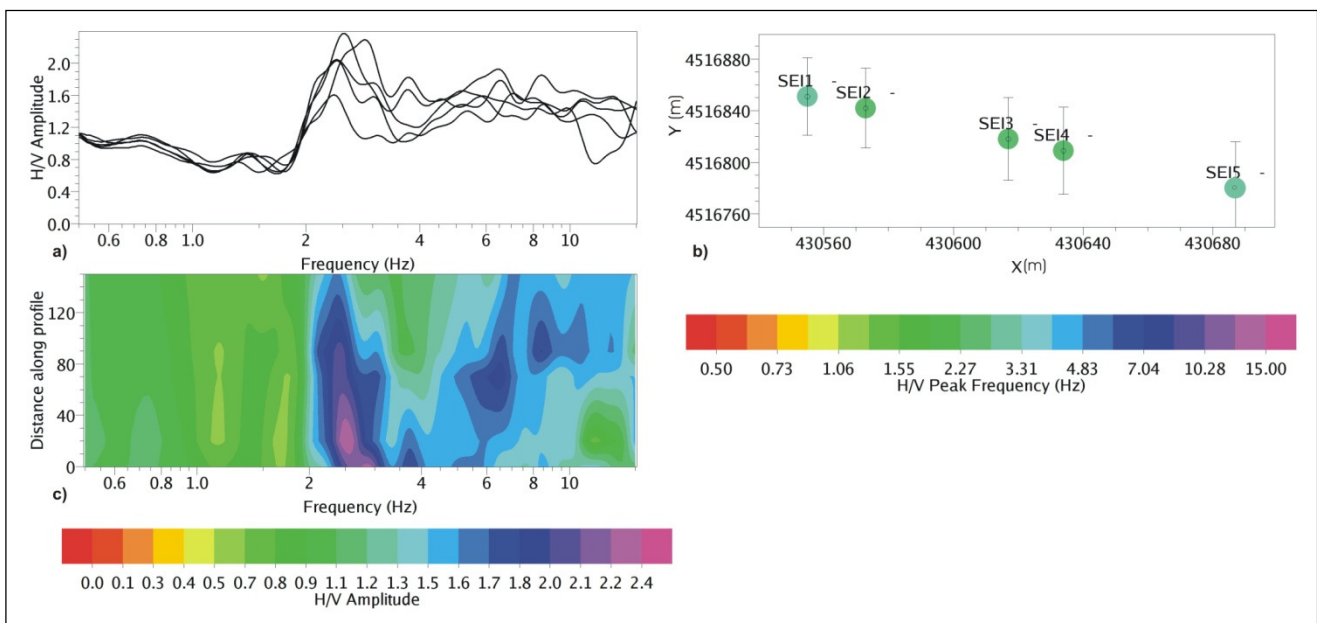 H/V Amplitude
2.0
1.6
1.2
0.8
0.4
0.0
0.6 0.8 1.0 2 4 6 8 10
a) Frequency (Hz)
Y (m)
4516880
4516840
4516800
4516760
SEI1 -
SEI2 -
SEI3 -
SEI4 -
SEI5 -
430560 430600 430640 430680
b) X(m)
0.50 0.73 1.06 1.55 2.27 3.31 4.83 7.04 10.28 15.00
H/V Peak Frequency (Hz)
Distance along profile
120
80
40
0
0.6 0.8 1.0 2 4 6 8 10
c) Frequency (Hz)
0.0 0.1 0.3 0.4 0.5 0.7 0.8 0.9 1.1 1.2 1.3 1.5 1.6 1.7 1.8 2.0 2.1 2.2 2.4
H/V Amplitude